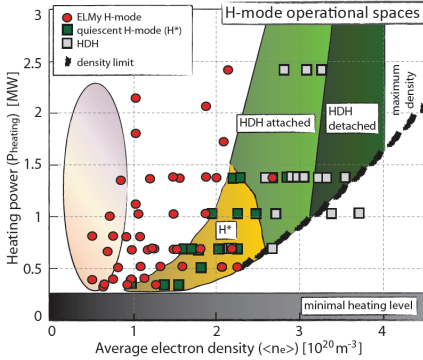 H-mode operational spaces
ELMy H-mode
quiescent H-mode (H*)
HDH
density limit
maximum
density
HDH attached
HDH
detached
H*
minimal heating level
Heating power (Pheating) [MW]
3
2.5
2
1.5
1
0.5
0
0
1
2
3
4
Average electron density (<ne>) [10²⁰ m⁻³]